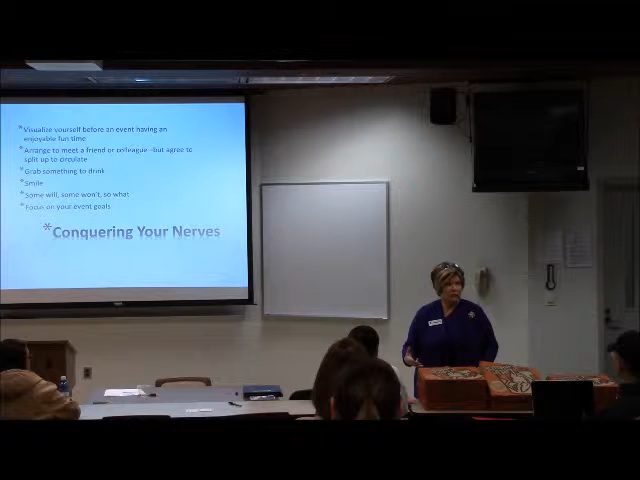 *Visualize yourself before an event having an
enjoyable fun time
*Arrange to meet a friend or colleague -but agree to
split up to circulate
*Grab something to drink
*Smile
*Some will, some won't, so what
*Focus on your event goals
*Conquering Your Nerves